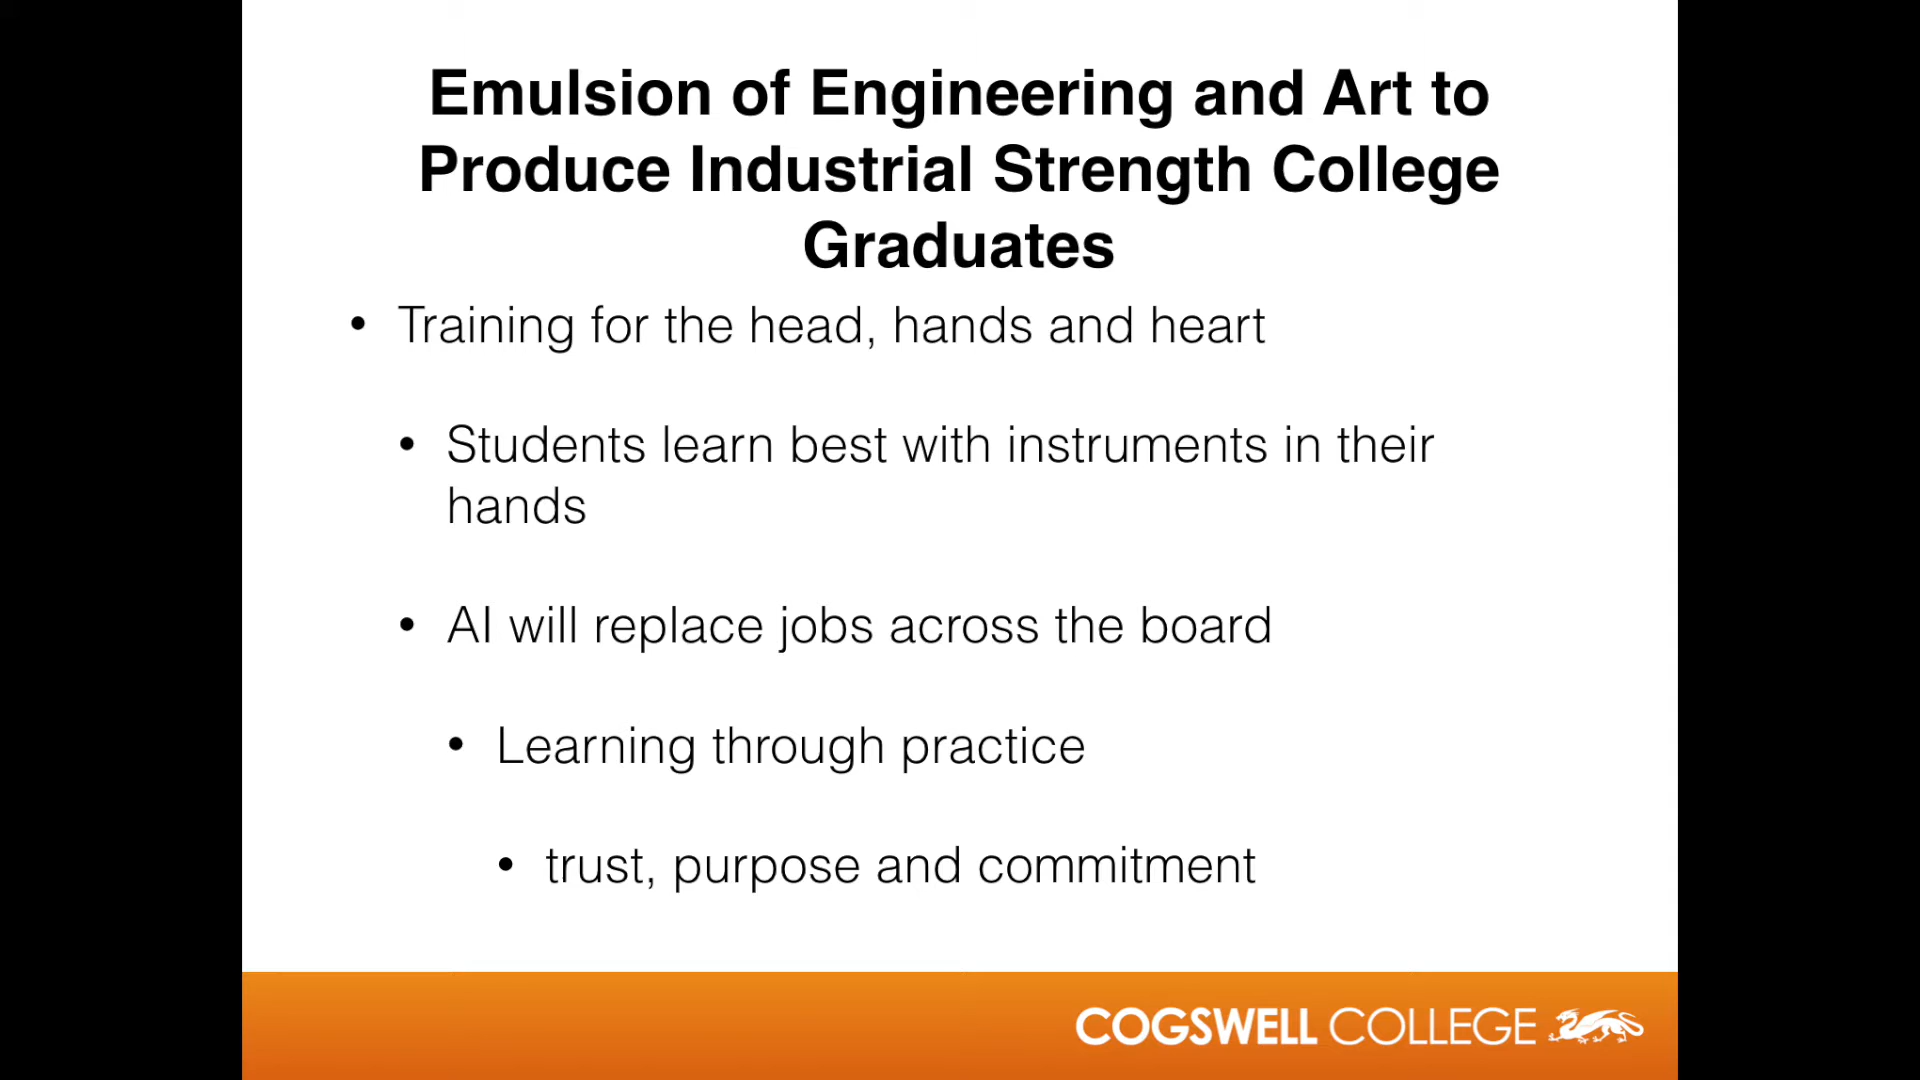 Emulsion of Engineering and Art to
Produce Industrial Strength College
Graduates
• Training for the head, hands and heart
• Students learn best with instruments in their
hands
• AI will replace jobs across the board
• Learning through practice
• trust, purpose and commitment
COGSWELL COLLEGE